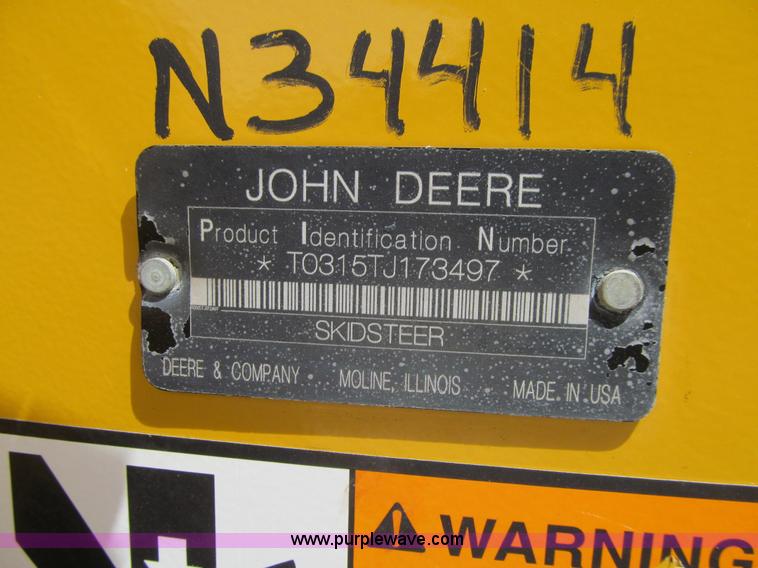 N34414
JOHN DEERE
Product Identification Number
* T0315TJ173497 *
SKIDSTEER
DEERE & COMPANY MOLINE, ILLINOIS MADE IN USA
WARNING
www.purplewave.com